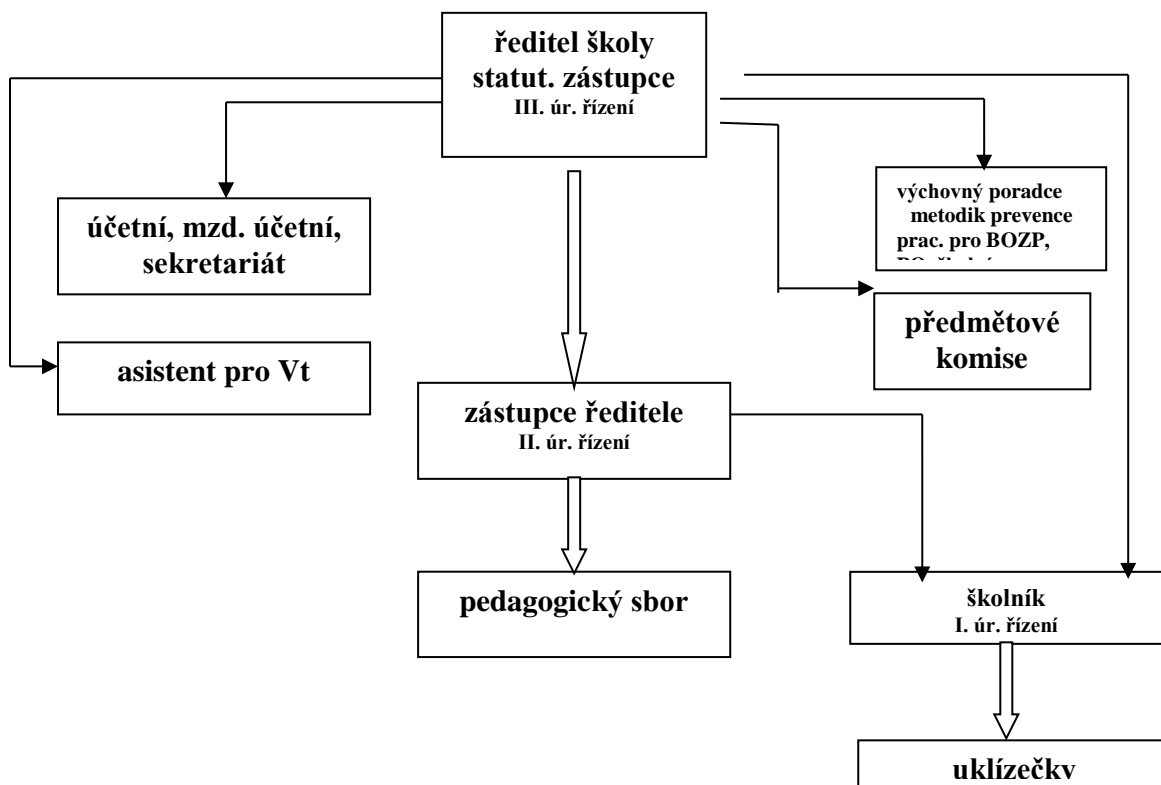 ředitel školy
statut. zástupce
III. úr. řízení
účetní, mzd. účetní,
sekretariát
výchovný poradce
metodik prevence
prac. pro BOZP,
předmětové
komise
asistent pro Vt
zástupce ředitele
II. úr. řízení
pedagogický sbor
školník
I. úr. řízení
uklízečky